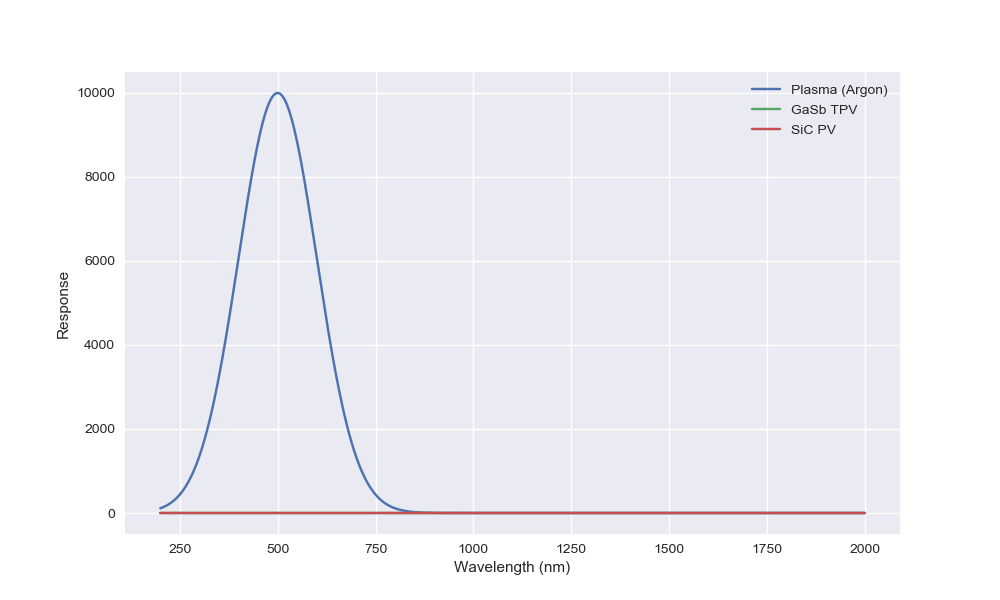 Plasma (Argon)
GaSb TPV
SiC PV
10000
8000
6000
4000
2000
0
Response
250 500 750 1000 1250 1500 1750 2000
Wavelength (nm)